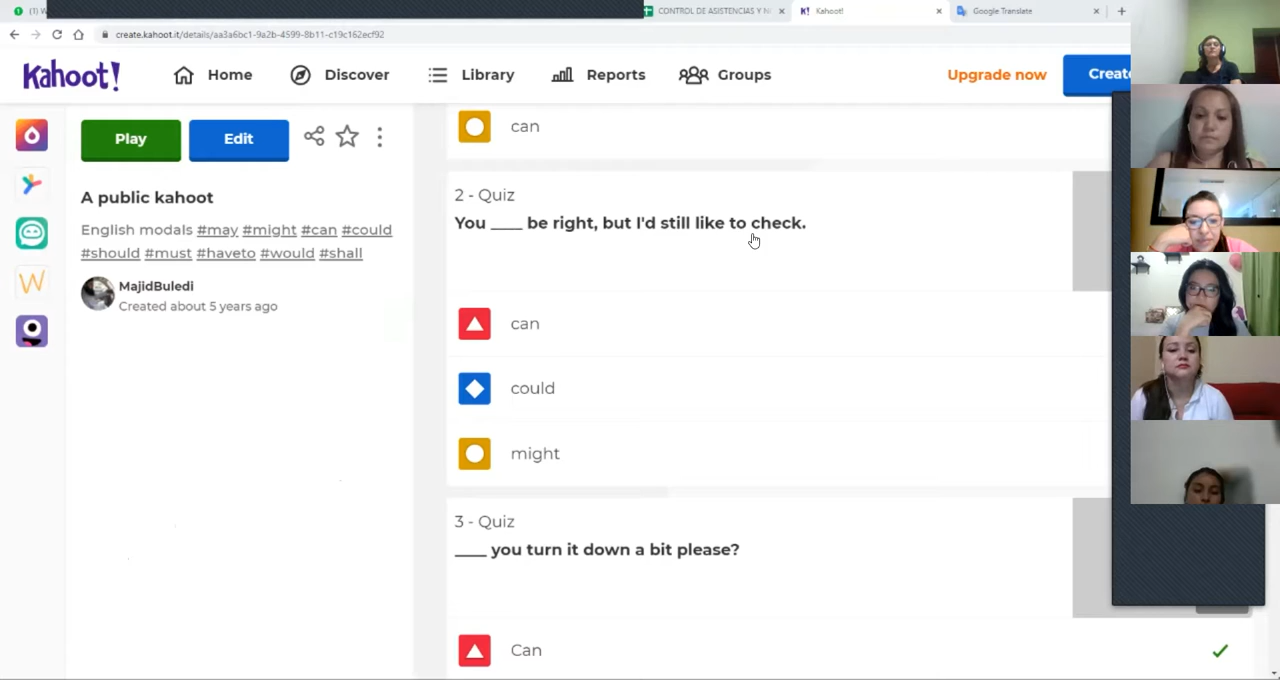 (1) W
CONTROL DE ASISTENCIAS Y N
K! Kahoot!
Google Translate
create.kahoot.it/details/aa3a6bc1-9a2b-4599-8b11-c19c162ecf92
Kahoot!
Home
Discover
Library
Reports
Groups
Upgrade now
Create
Play
Edit
A public kahoot
English modals #may #might #can #could
#should #must #haveto #would #shall
MajidBuledi
Created about 5 years ago
can
2 - Quiz
You ____ be right, but I'd still like to check.
can
could
might
3 - Quiz
____ you turn it down a bit please?
Can